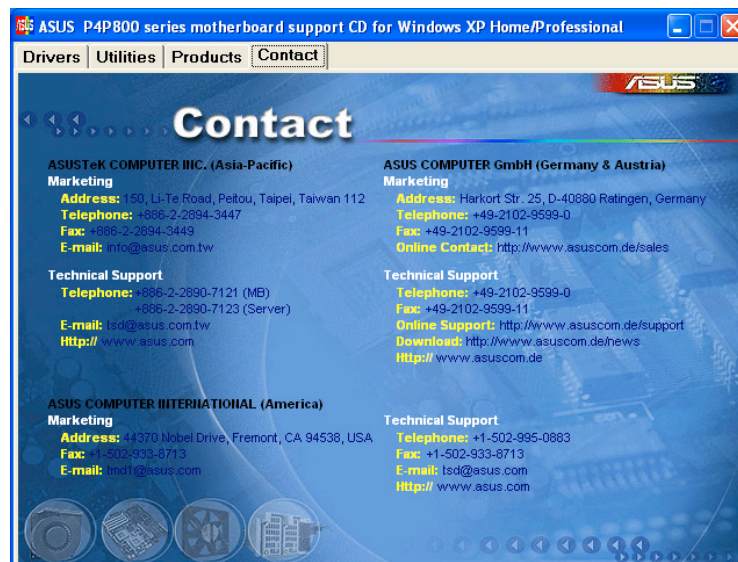 ASUS P4P800 series motherboard support CD for Windows XP Home/Professional
Drivers Utilities Products Contact
ASUS
Contact
ASUSTeK COMPUTER INC. (Asia-Pacific)
Marketing
Address: 150, Li-Te Road, Peitou, Taipei, Taiwan 112
Telephone: +886-2-2894-3447
Fax: +886-2-2894-3449
E-mail: info@asus.com.tw
Technical Support
Telephone: +886-2-2890-7121 (MB)
+886-2-2890-7123 (Server)
E-mail: tsd@asus.com.tw
Http:// www.asus.com
ASUS COMPUTER GmbH (Germany & Austria)
Marketing
Address: Harkort Str. 25, D-40880 Ratingen, Germany
Telephone: +49-2102-9599-0
Fax: +49-2102-9599-11
Online Contact: http://www.asuscom.de/sales
Technical Support
Telephone: +49-2102-9599-0
Fax: +49-2102-9599-11
Online Support: http://www.asuscom.de/support
Download: http://www.asuscom.de/news
Http:// www.asuscom.de
ASUS COMPUTER INTERNATIONAL (America)
Marketing
Address: 44370 Nobel Drive, Fremont, CA 94538, USA
Fax: +1-502-933-8713
E-mail: tmd1@asus.com
Technical Support
Telephone: +1-502-995-0883
Fax: +1-502-933-8713
E-mail: tsd@asus.com
Http:// www.asus.com